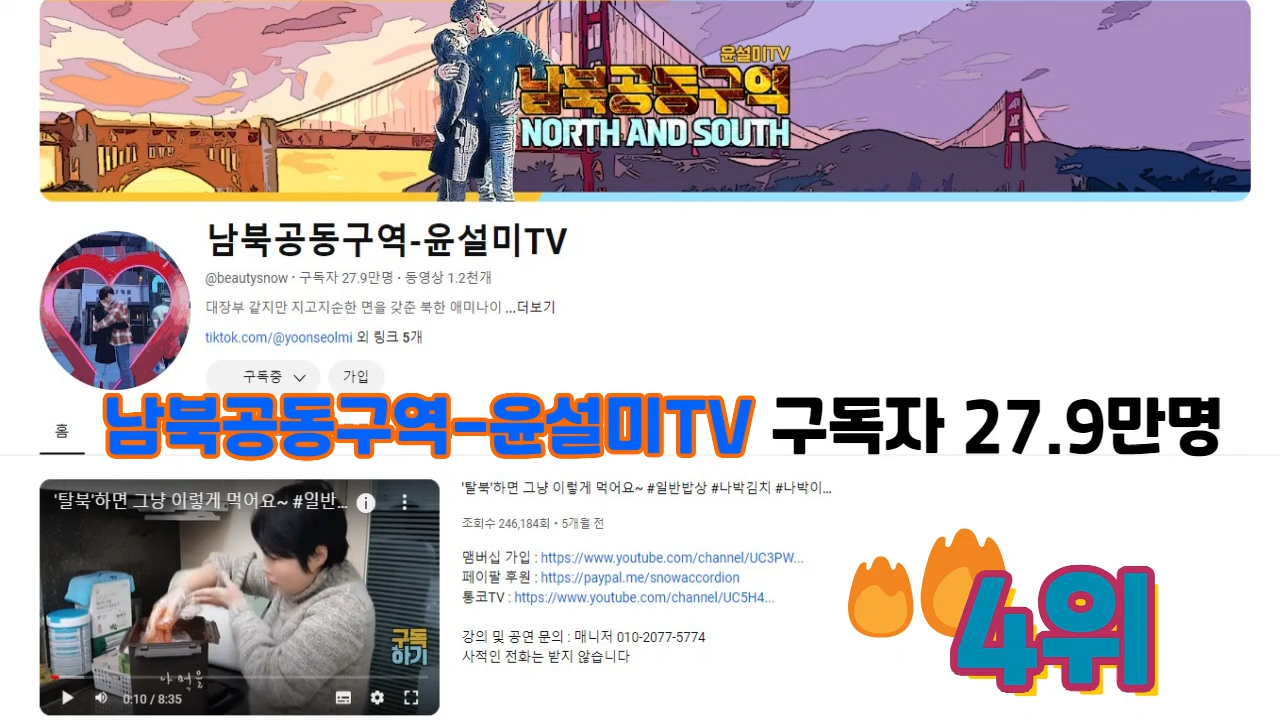 윤설미TV
남북공동구역
NORTH AND SOUTH
남북공동구역-윤설미TV
@beautysnow · 구독자 27.9만명 · 동영상 1.2천개
대장부 같지만 지고지순한 면을 갖춘 북한 애미나이 ...더보기
tiktok.com/@yoonseolmi 외 링크 5개
구독중
가입
홈
남북공동구역-윤설미TV 구독자 27.9만명
'탈북'하면 그냥 이렇게 먹어요~ #일반...
구독
하기
나 먹을
0:10 / 8:35
'탈북'하면 그냥 이렇게 먹어요~ #일반밥상 #나박김치 #나박이...
조회수 246,184회 • 5개월 전
맴버십 가입 : https://www.youtube.com/channel/UC3PW...
페이팔 후원 : https://paypal.me/snowaccordion
통코TV : https://www.youtube.com/channel/UC5H4...
강의 및 공연 문의 : 매니저 010-2077-5774
사적인 전화는 받지 않습니다
4위